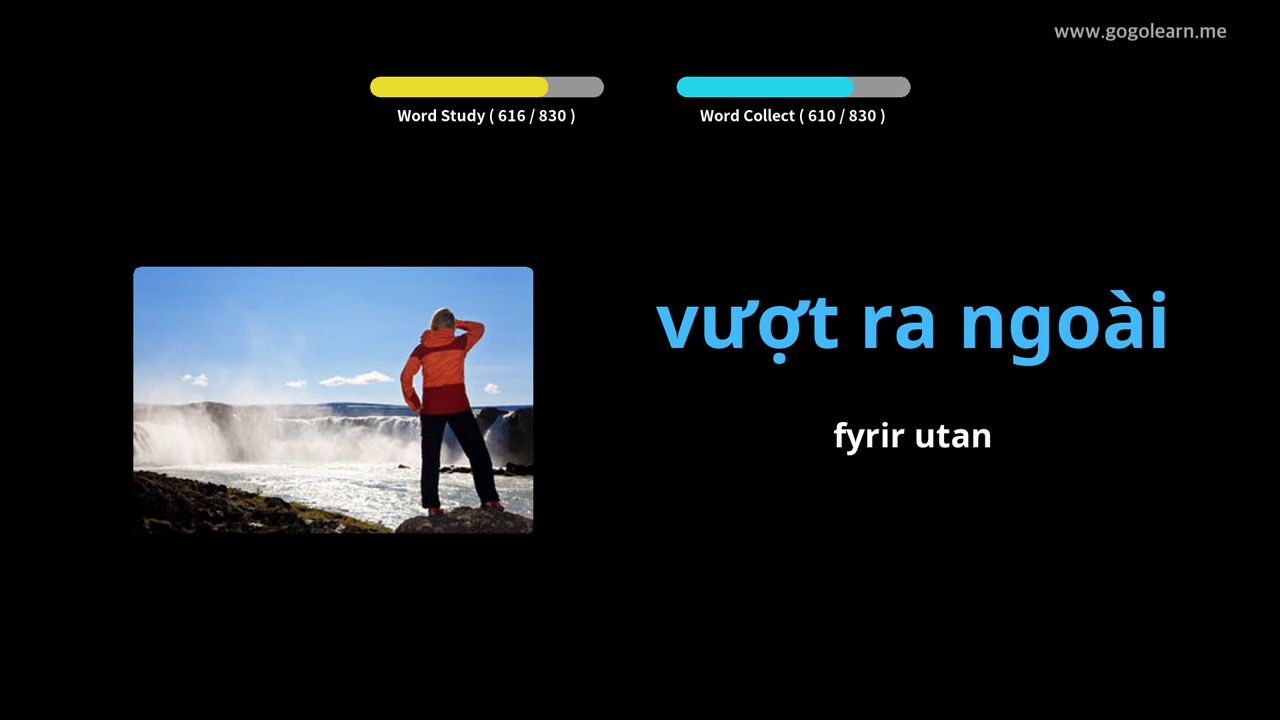 www.gogolearn.me
Word Study ( 616 / 830 )
Word Collect ( 610 / 830 )
vượt ra ngoài
fyrir utan